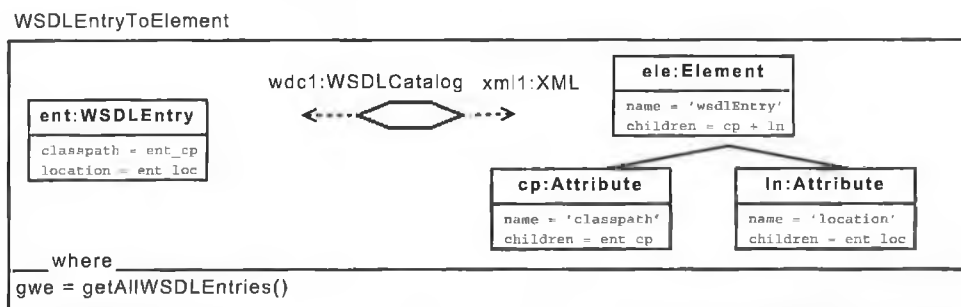 WSDLEntryToElement
wdc1:WSDLCatalog xml1:XML
ent:WSDLEntry
classpath = ent_cp
location = ent_loc
ele:Element
name = 'wsdlEntry'
children = cp + ln
cp:Attribute
name = 'classpath'
children = ent_cp
ln:Attribute
name = 'location'
children = ent_loc
where
gwe = getAllWSDLEntries()